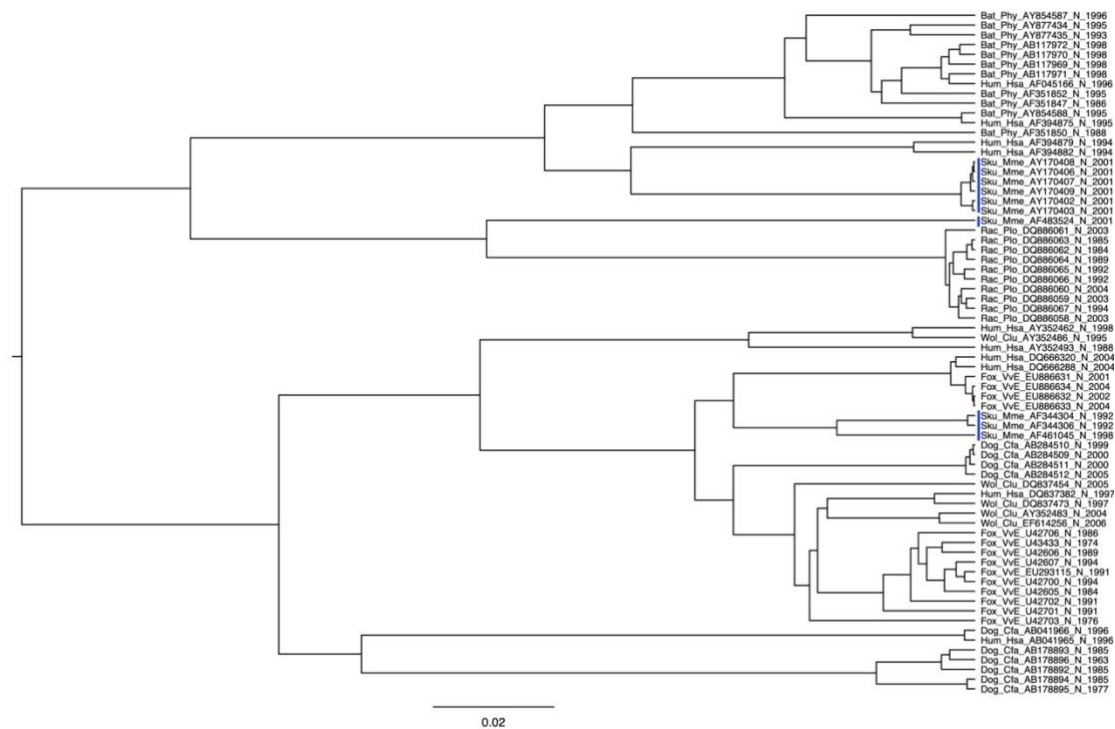 Bat_Phy_AY854587_N_1996
Bat_Phy_AY877434_N_1995
Bat_Phy_AY877435_N_1993
Bat_Phy_AB117972_N_1998
Bat_Phy_AB117970_N_1998
Bat_Phy_AB117969_N_1998
Bat_Phy_AB117971_N_1998
Hum_Hsa_AF045166_N_1996
Bat_Phy_AF351852_N_1995
Bat_Phy_AF351847_N_1986
Bat_Phy_AY854588_N_1995
Hum_Hsa_AF394875_N_1995
Bat_Phy_AF351850_N_1988
Hum_Hsa_AF394879_N_1994
Hum_Hsa_AF394882_N_1994
Sku_Mme_AY170408_N_2001
Sku_Mme_AY170406_N_2001
Sku_Mme_AY170407_N_2001
Sku_Mme_AY170409_N_2001
Sku_Mme_AY170402_N_2001
Sku_Mme_AY170403_N_2001
Sku_Mme_AF483524_N_2001
Rac_Plo_DQ886061_N_2003
Rac_Plo_DQ886063_N_1985
Rac_Plo_DQ886062_N_1984
Rac_Plo_DQ886064_N_1989
Rac_Plo_DQ886065_N_1992
Rac_Plo_DQ886066_N_1992
Rac_Plo_DQ886060_N_2004
Rac_Plo_DQ886059_N_2003
Rac_Plo_DQ886067_N_1994
Rac_Plo_DQ886058_N_2003
Hum_Hsa_AY352462_N_1998
Wol_Clu_AY352486_N_1995
Hum_Hsa_AY352493_N_1988
Hum_Hsa_DQ666320_N_2004
Hum_Hsa_DQ666288_N_2004
Fox_VvE_EU886631_N_2001
Fox_VvE_EU886634_N_2004
Fox_VvE_EU886632_N_2002
Fox_VvE_EU886633_N_2004
Sku_Mme_AF344304_N_1992
Sku_Mme_AF344306_N_1992
Sku_Mme_AF461045_N_1998
Dog_Cfa_AB284510_N_1999
Dog_Cfa_AB284509_N_2000
Dog_Cfa_AB284511_N_2000
Dog_Cfa_AB284512_N_2005
Wol_Clu_DQ837454_N_2005
Hum_Hsa_DQ837382_N_1997
Wol_Clu_DQ837473_N_1997
Wol_Clu_AY352483_N_2004
Wol_Clu_EF614256_N_2006
Fox_VvE_U42706_N_1986
Fox_VvE_U43433_N_1974
Fox_VvE_U42606_N_1989
Fox_VvE_U42607_N_1994
Fox_VvE_EU293115_N_1991
Fox_VvE_U42700_N_1994
Fox_VvE_U42605_N_1984
Fox_VvE_U42702_N_1991
Fox_VvE_U42701_N_1991
Fox_VvE_U42703_N_1976
Dog_Cfa_AB041966_N_1996
Hum_Hsa_AB041965_N_1996
Dog_Cfa_AB178893_N_1985
Dog_Cfa_AB178896_N_1963
Dog_Cfa_AB178892_N_1985
Dog_Cfa_AB178894_N_1985
Dog_Cfa_AB178895_N_1977
0.02